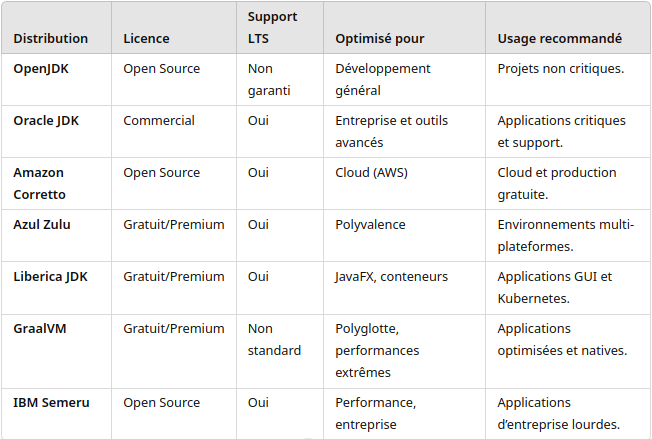 Distribution Licence Support LTS Optimisé pour Usage recommandé
OpenJDK Open Source Non garanti Développement général Projets non critiques.
Oracle JDK Commercial Oui Entreprise et outils avancés Applications critiques et support.
Amazon Corretto Open Source Oui Cloud (AWS) Cloud et production gratuite.
Azul Zulu Gratuit/Premium Oui Polyvalence Environnements multi-plateformes.
Liberica JDK Gratuit/Premium Oui JavaFX, conteneurs Applications GUI et Kubernetes.
GraalVM Gratuit/Premium Non standard Polyglotte, performances extrêmes Applications optimisées et natives.
IBM Semeru Open Source Oui Performance, entreprise Applications d’entreprise lourdes.